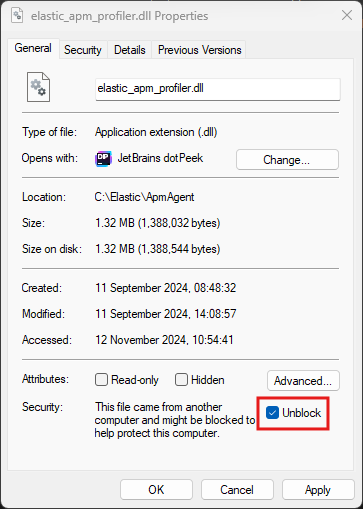 elastic_apm_profiler.dll Properties
General Security Details Previous Versions
elastic_apm_profiler.dll
Type of file: Application extension (.dll)
Opens with: DP JetBrains dotPeek Change...
Location: C:\Elastic\ApmAgent
Size: 1.32 MB (1,388,032 bytes)
Size on disk: 1.32 MB (1,388,544 bytes)
Created: 11 September 2024, 08:48:32
Modified: 11 September 2024, 14:08:57
Accessed: 12 November 2024, 10:54:41
Attributes: Read-only Hidden Advanced...
Security: This file came from another
computer and might be blocked to
help protect this computer.
Unblock
OK Cancel Apply